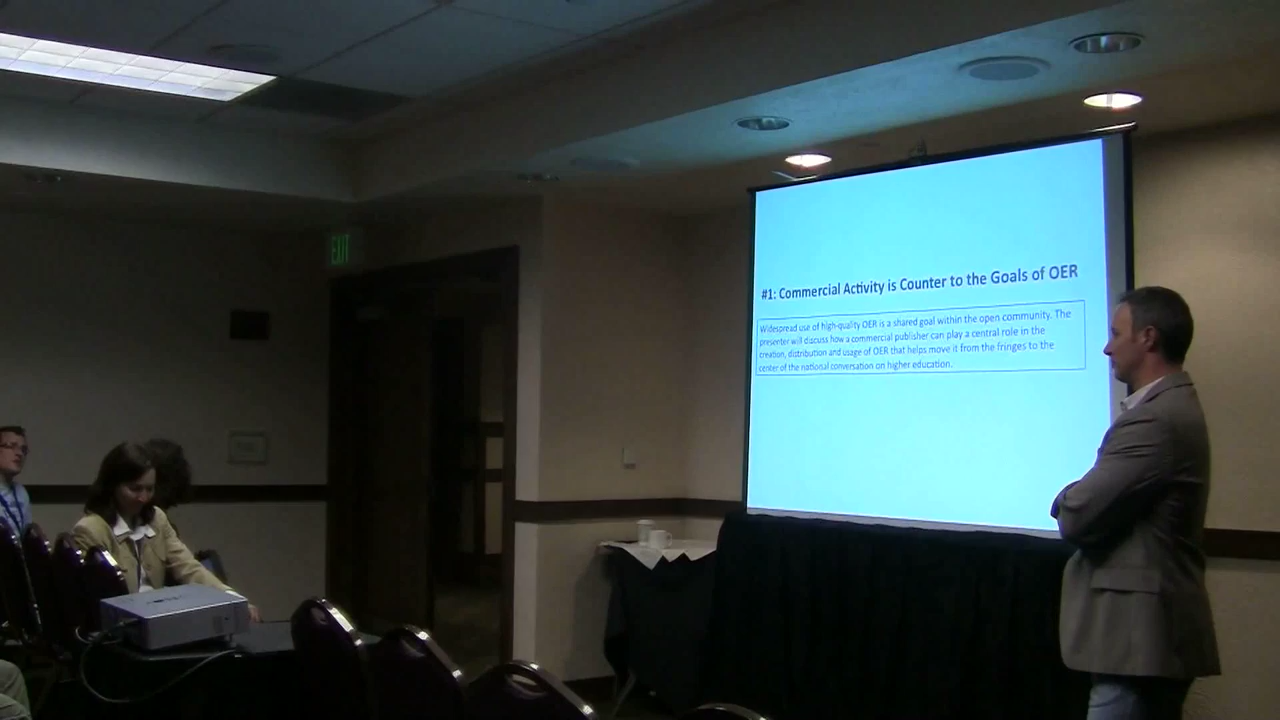 EXIT
#1: Commercial Activity is Counter to the Goals of OER
Widespread use of high-quality OER is a shared goal within the open community. The
presenter will discuss how a commercial publisher can play a central role in the
creation, distribution and usage of OER that helps move it from the fringes to the
center of the national conversation on higher education.